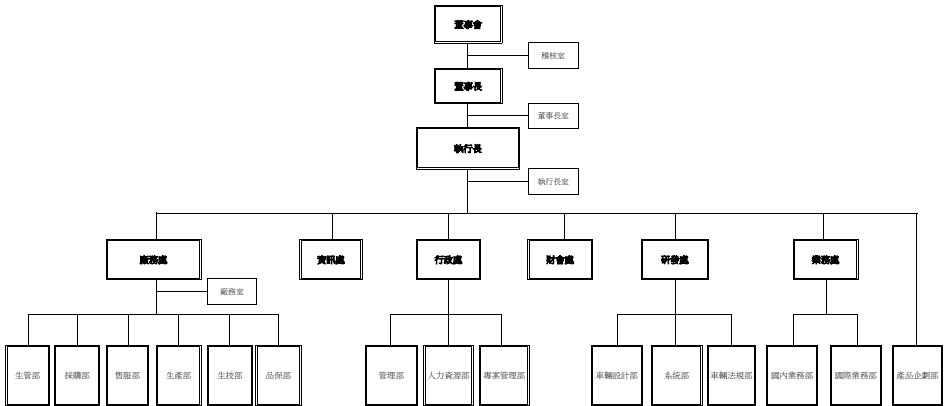 董事會
稽核室
董事長
董事長室
執行長
執行長室
廠務處
資訊處
行政處
財會處
研發處
業務處
廠務室
生管部
採購部
售服部
生產部
生技部
品保部
管理部
人力資源部
專案管理部
車輛設計部
系統部
車輛法規部
國內業務部
國際業務部
產品企劃部